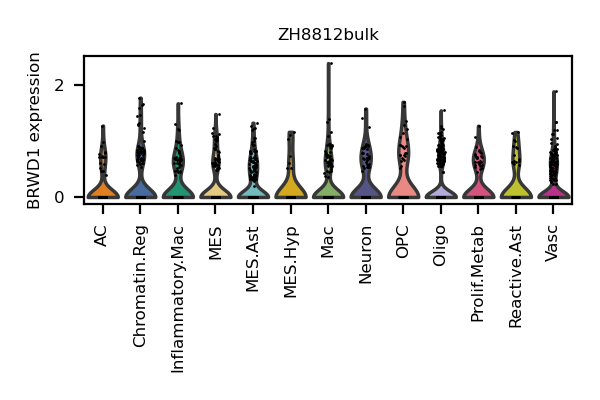 ZH8812bulk
BRWD1 expression
2
0
AC
Chromatin.Reg
Inflammatory.Mac
MES
MES.Ast
MES.Hyp
Mac
Neuron
OPC
Oligo
Prolif.Metab
Reactive.Ast
Vasc